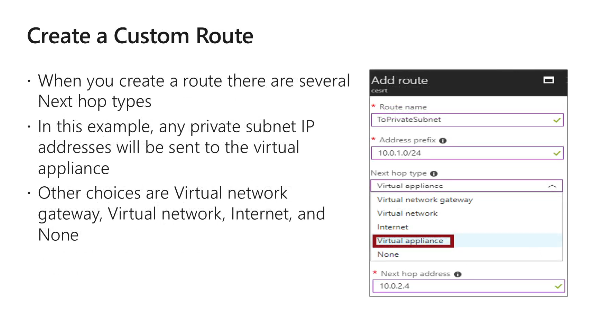 Create a Custom Route
· When you create a route there are several
Next hop types
· In this example, any private subnet IP
addresses will be sent to the virtual
appliance
· Other choices are Virtual network
gateway, Virtual network, Internet, and
None
Add route
cesrt
* Route name
ToPrivateSubnet
* Address prefix
10.0.1.0/24
Next hop type
Virtual appliance
Virtual network gateway
Virtual network
Internet
Virtual appliance
None
* Next hop address
10.0.2.4